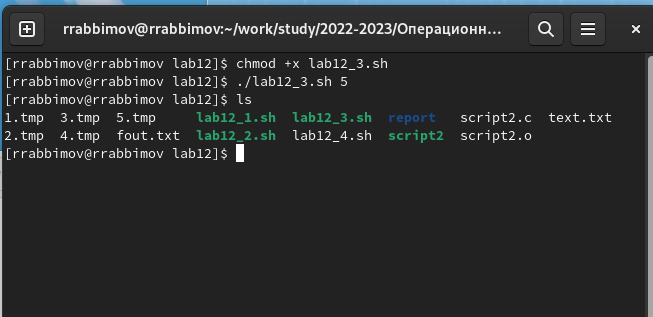 rrabbimov@rrabbimov:~/work/study/2022-2023/Операционн...
[rrabbimov@rrabbimov lab12]$ chmod +x lab12_3.sh
[rrabbimov@rrabbimov lab12]$ ./lab12_3.sh 5
[rrabbimov@rrabbimov lab12]$ ls
1.tmp  3.tmp  5.tmp     lab12_1.sh  lab12_3.sh  report   script2.c  text.txt
2.tmp  4.tmp  fout.txt  lab12_2.sh  lab12_4.sh  script2  script2.o
[rrabbimov@rrabbimov lab12]$